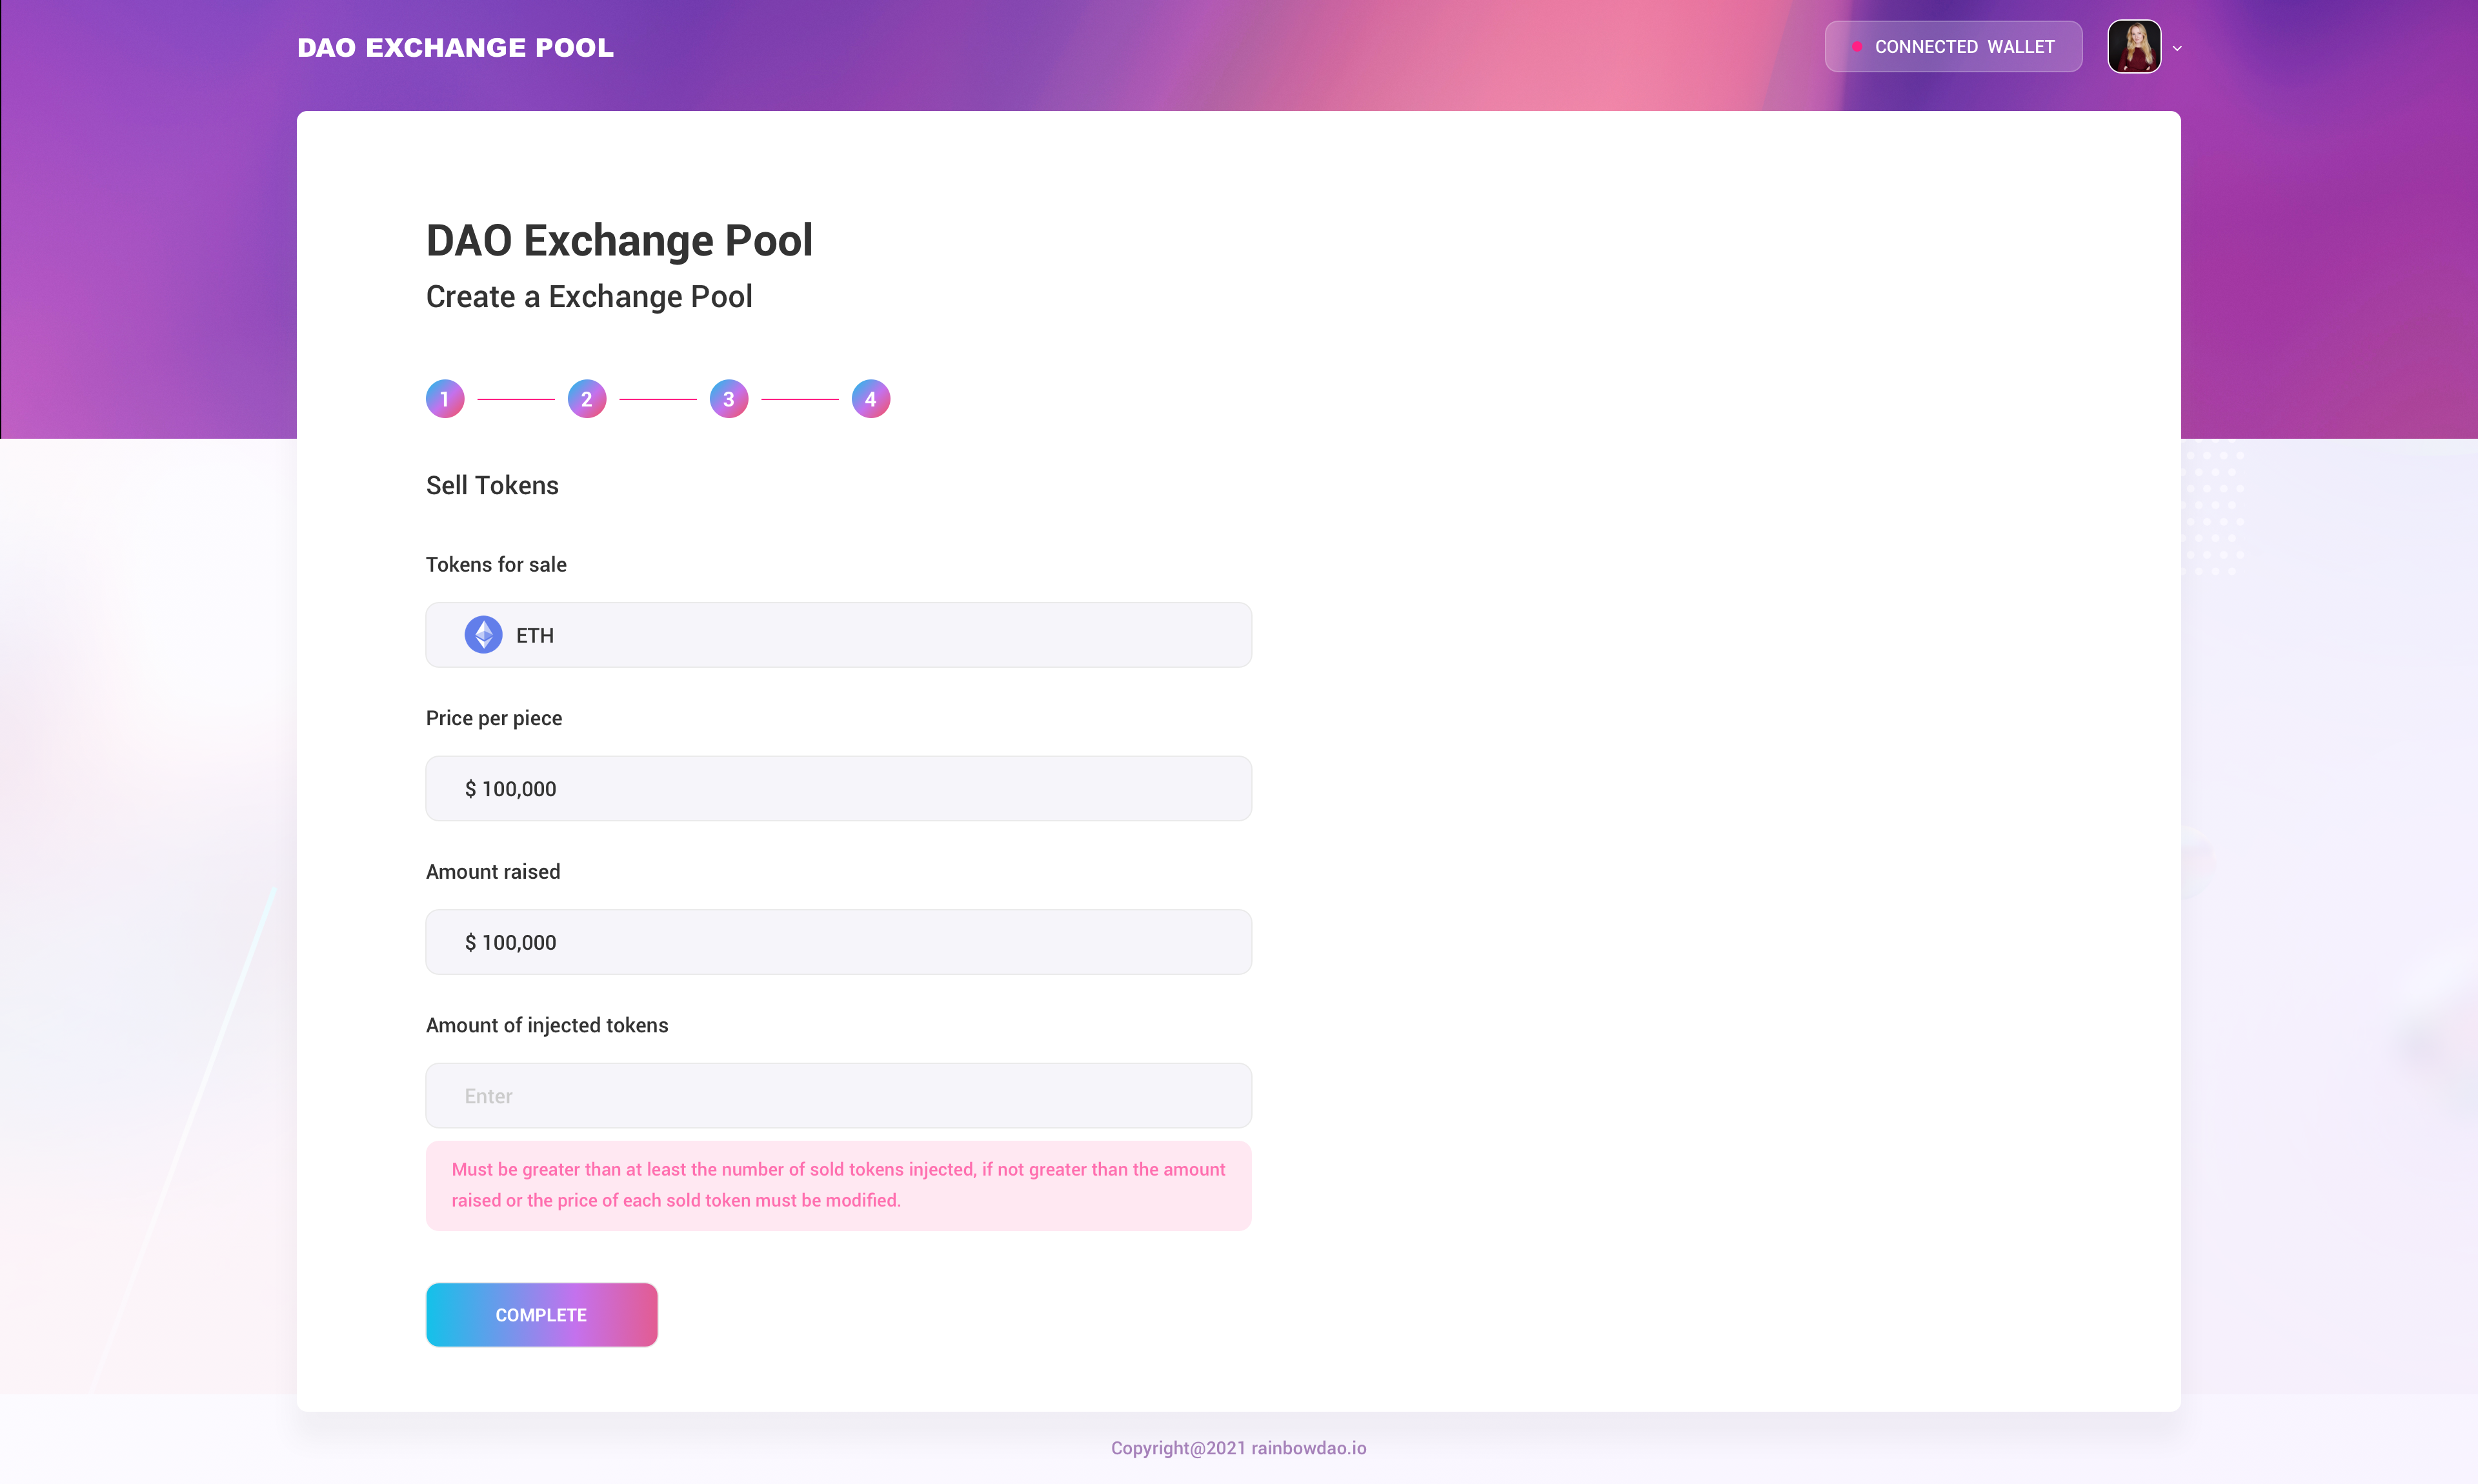 DAO EXCHANGE POOL
CONNECTED WALLET
DAO Exchange Pool
Create a Exchange Pool
1 2 3 4
Sell Tokens
Tokens for sale
ETH
Price per piece
$ 100,000
Amount raised
$ 100,000
Amount of injected tokens
Enter
Must be greater than at least the number of sold tokens injected, if not greater than the amount
raised or the price of each sold token must be modified.
COMPLETE
Copyright@2021 rainbowdao.io